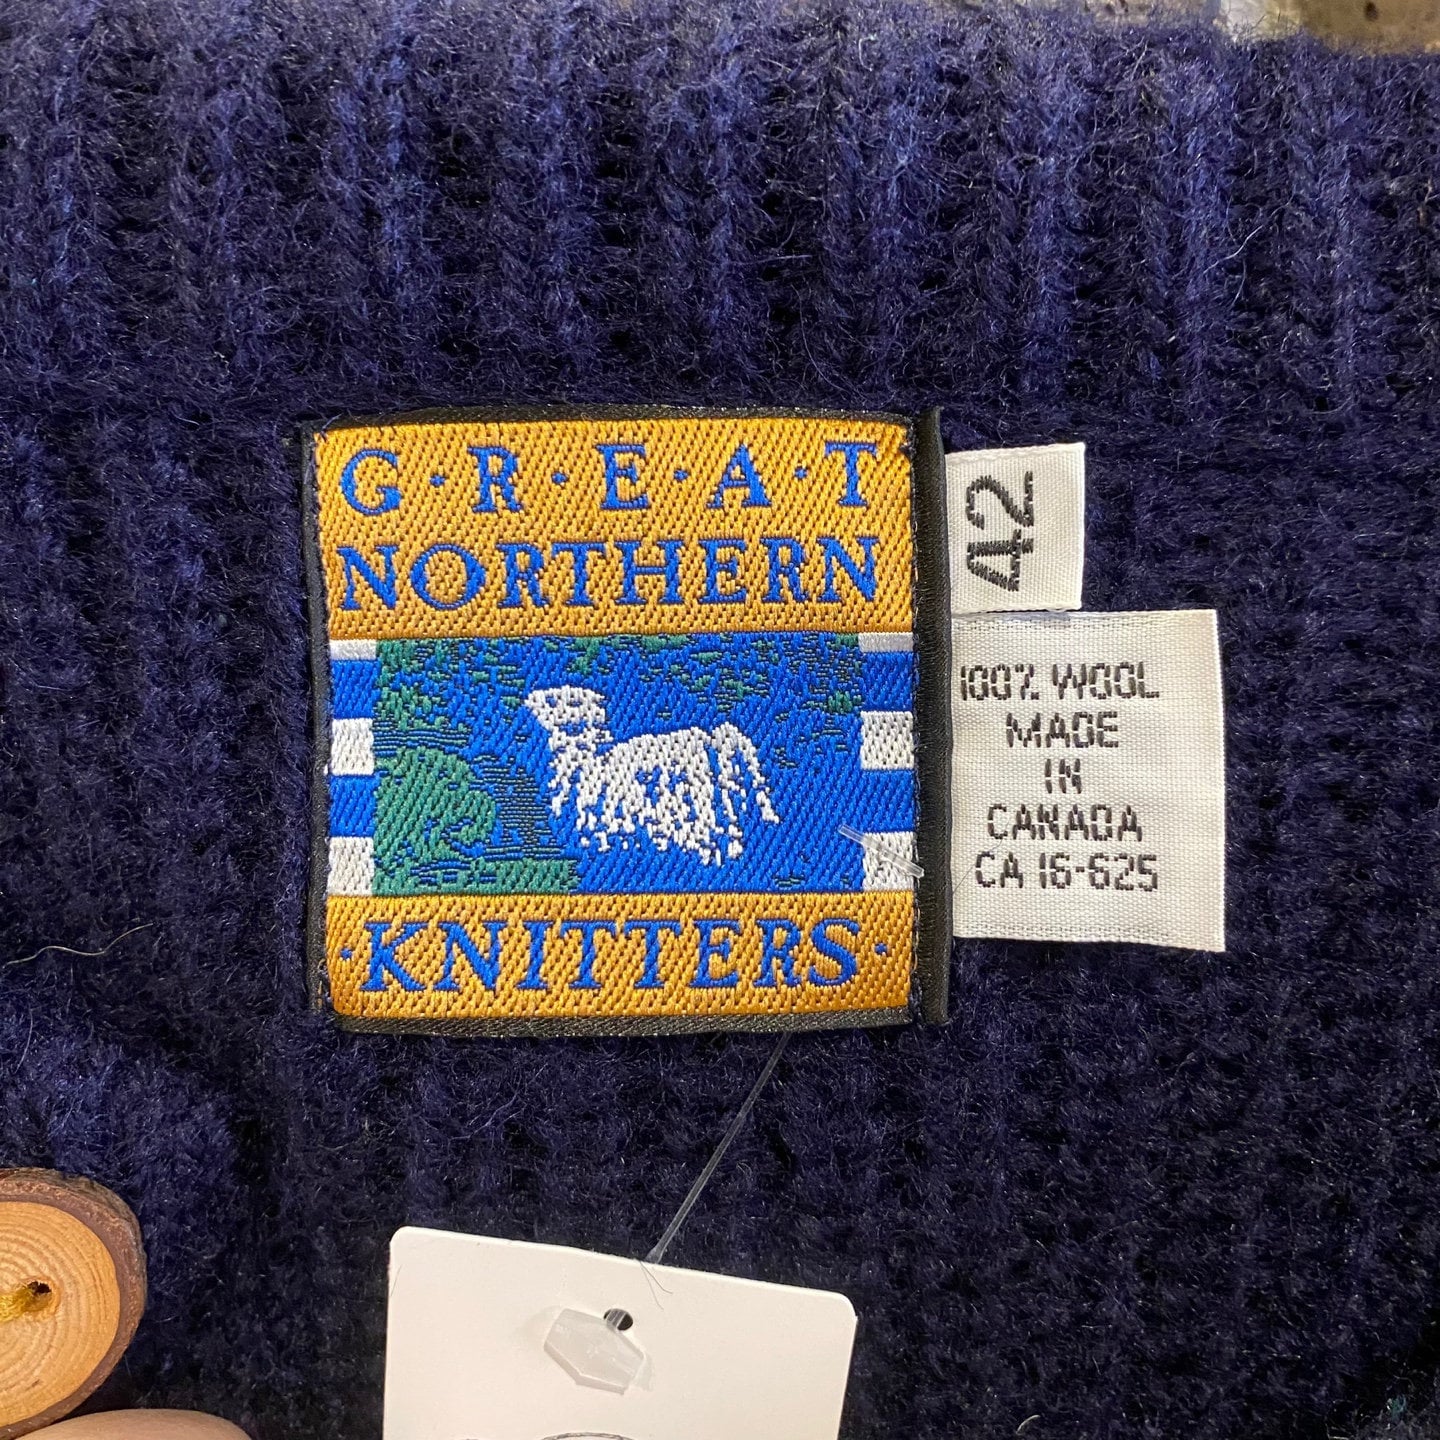 G·R·E·A·T
NORTHERN
·KNITTERS·
42
100% WOOL
MADE
IN
CANADA
CA 16-625